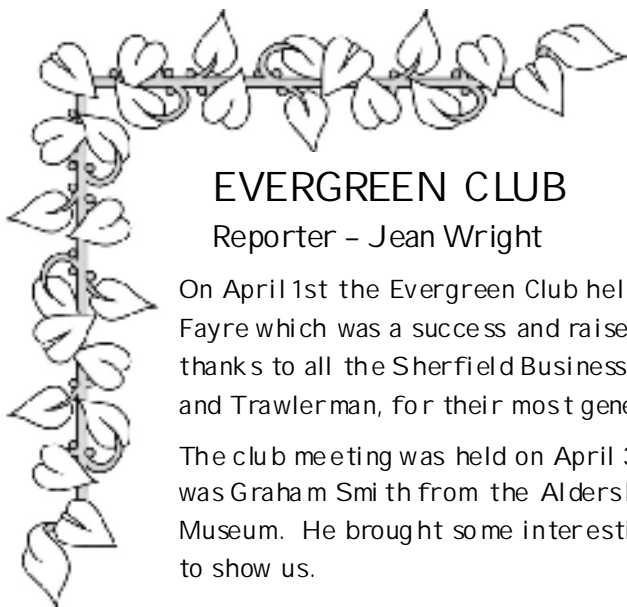 EVERGREEN CLUB
Reporter – Jean Wright
On April 1st the Evergreen Club hel
Fayre which was a success and raise
thanks to all the Sherfield Business
and Trawlerman, for their most gene
The club meeting was held on April 3
was Graham Smith from the Aldersh
Museum. He brought some interesti
to show us.